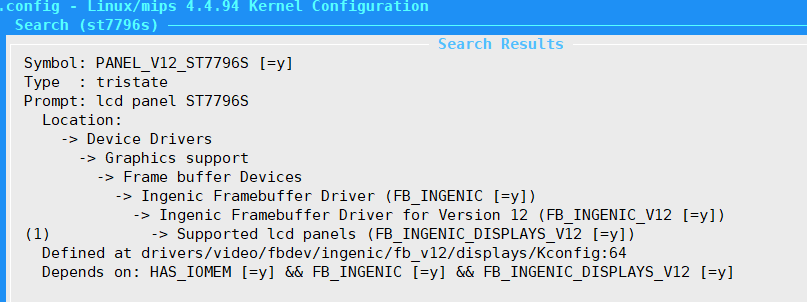 .config - Linux/mips 4.4.94 Kernel Configuration
Search (st7796s)
Search Results
Symbol: PANEL_V12_ST7796S [=y]
Type  : tristate
Prompt: lcd panel ST7796S
Location:
-> Device Drivers
-> Graphics support
-> Frame buffer Devices
-> Ingenic Framebuffer Driver (FB_INGENIC [=y])
-> Ingenic Framebuffer Driver for Version 12 (FB_INGENIC_V12 [=y])
(1) -> Supported lcd panels (FB_INGENIC_DISPLAYS_V12 [=y])
Defined at drivers/video/fbdev/ingenic/fb_v12/displays/Kconfig:64
Depends on: HAS_IOMEM [=y] && FB_INGENIC [=y] && FB_INGENIC_DISPLAYS_V12 [=y]